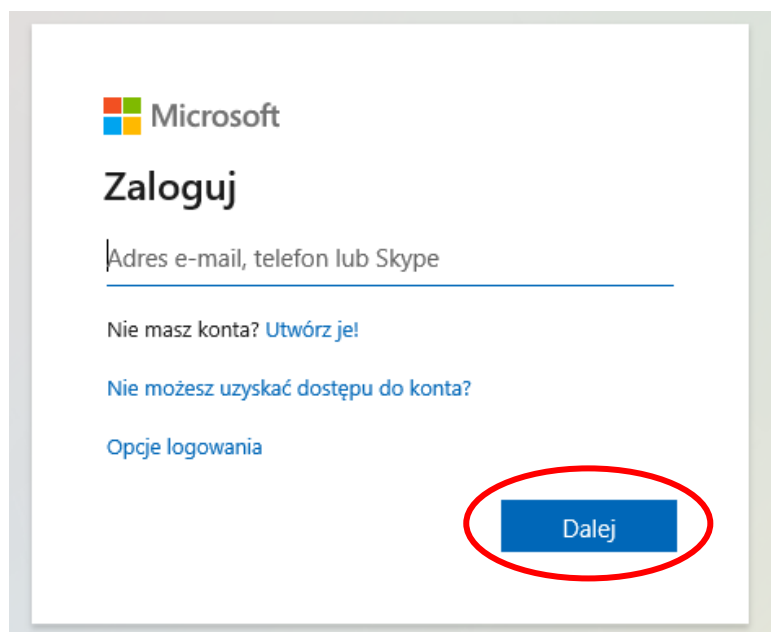 Microsoft
Zaloguj
Adres e-mail, telefon lub Skype
Nie masz konta? Utwórz je!
Nie możesz uzyskać dostępu do konta?
Opcje logowania
Dalej